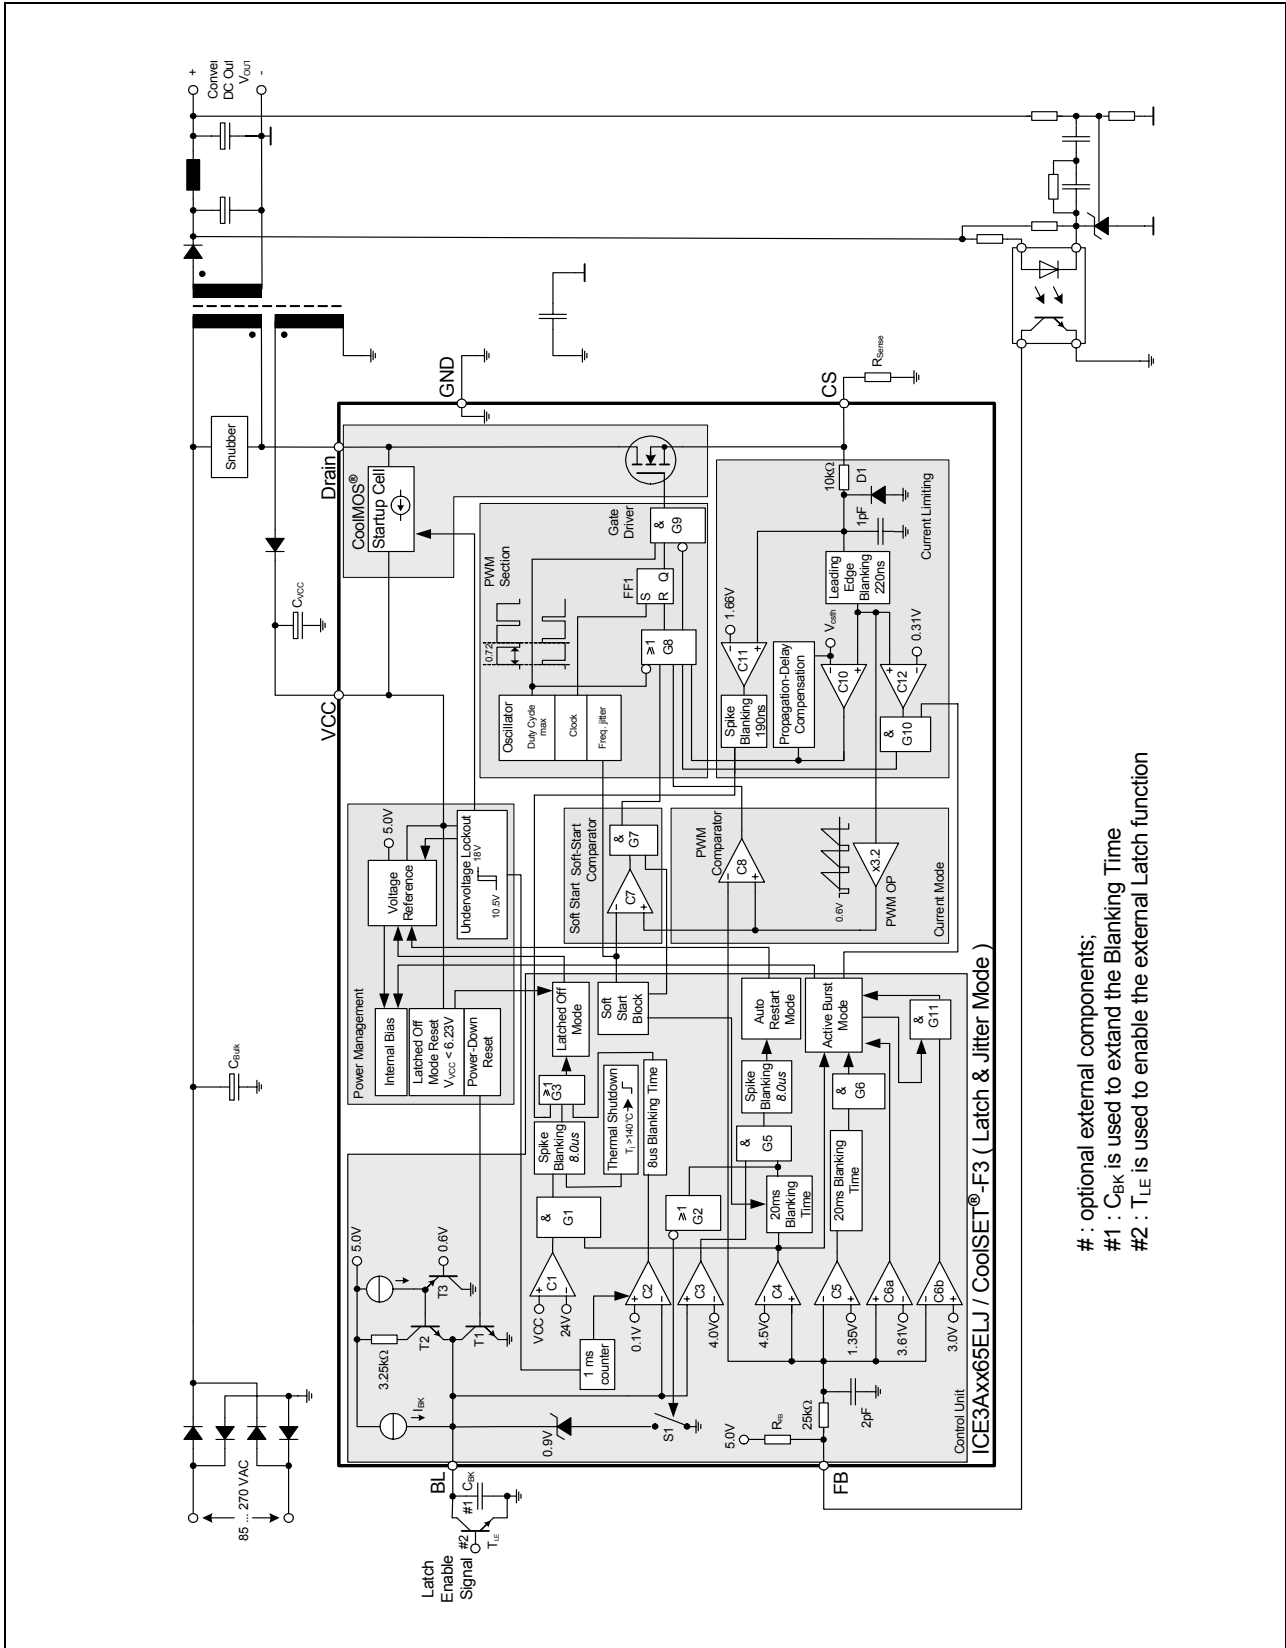 +
Conver
DC Out
V_OUT
-
Snubber
C_Bulk
C_VCC
85 ... 270 VAC
VCC
Drain
GND
CS
R_Sense
CoolMOS®
Startup Cell
Power Management
Internal Bias
Voltage
Reference
5.0V
Latched Off
Mode Reset
V_VCC < 6.23V
Power-Down
Reset
Undervoltage Lockout
18V
10.5V
PWM
Section
0.72
Oscillator
Duty Cycle
max
Clock
Freq. jitter
≥1
G8
FF1
S
R Q
Gate
Driver
&
G9
Soft Start Soft-Start
Comparator
C7
&
G7
PWM
Comparator
C8
0.6V
x3.2
PWM OP
Current Mode
C11
1.66V
Spike
Blanking
190ns
Propagation-Delay
Compensation
V_csth
C10
C12
0.31V
&
G10
Leading
Edge
Blanking
220ns
10kΩ
D1
1pF
Current Limiting
5.0V
3.25kΩ
I_BK
T2
T3
0.6V
T1
BL
#1
C_BK
#2
T_LE
Latch
Enable
Signal
0.9V
S1
1 ms
counter
VCC
24V
C1
&
G1
Spike
Blanking
8.0us
≥1
G3
Latched Off
Mode
Thermal Shutdown
Tj >140°C
0.1V
C2
8us Blanking Time
Soft
Start
Block
4.0V
C3
≥1
G2
4.5V
C4
20ms
Blanking
Time
&
G5
Spike
Blanking
8.0us
Auto
Restart
Mode
1.35V
C5
20ms Blanking
Time
&
G6
Active Burst
Mode
3.61V
C6a
3.0V
C6b
&
G11
5.0V
R_FB
25kΩ
2pF
FB
Control Unit
ICE3Axx65ELJ / CoolSET®-F3 ( Latch & Jitter Mode )
# : optional external components;
#1 : C_BK is used to extand the Blanking Time
#2 : T_LE is used to enable the external Latch function